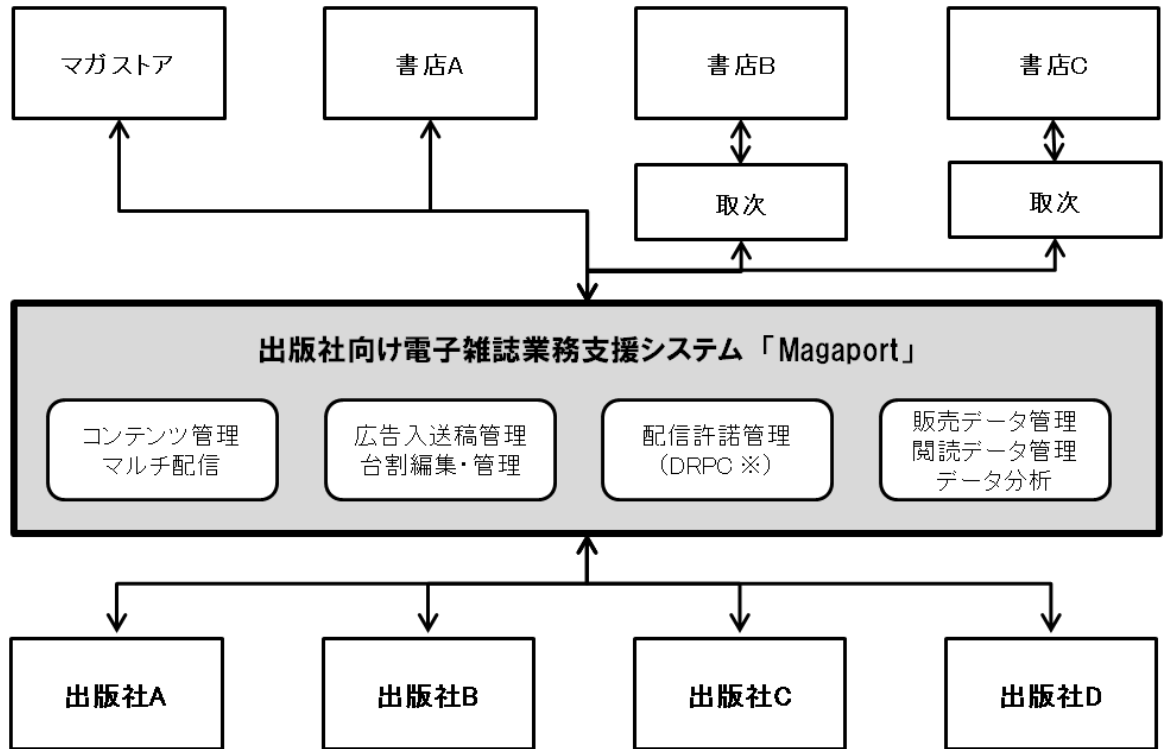 マガストア
書店A
書店B
書店C
取次
取次
出版社向け電子雑誌業務支援システム「Magaport」
コンテンツ管理
マルチ配信
広告入送稿管理
台割編集・管理
配信許諾管理
(DRPC ※)
販売データ管理
閲読データ管理
データ分析
出版社A
出版社B
出版社C
出版社D